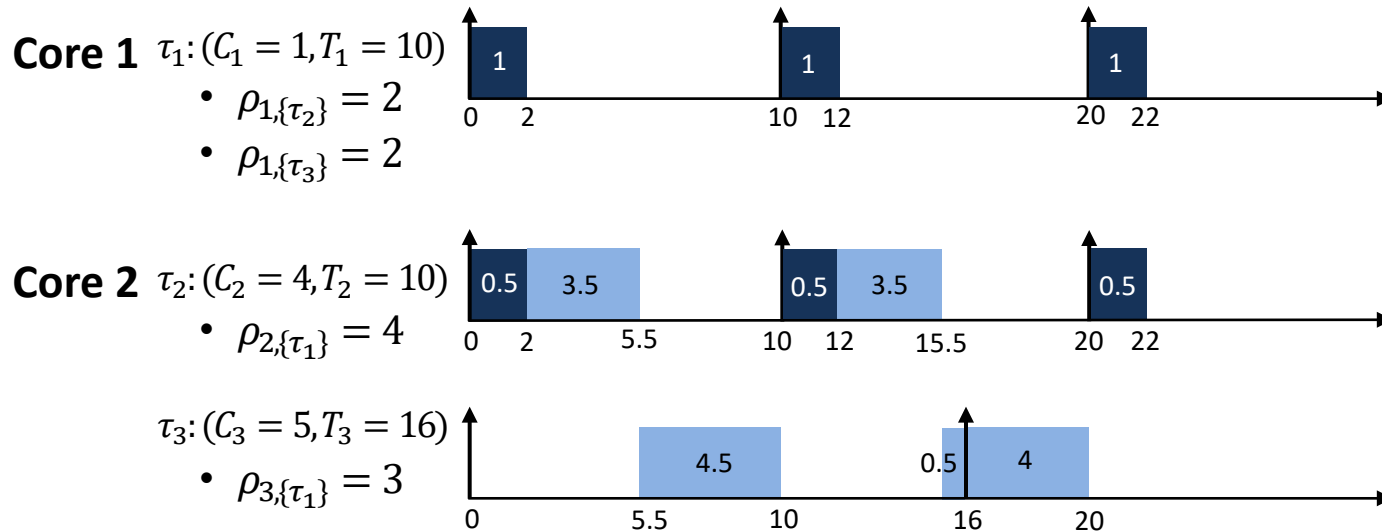 Core 1 τ₁: (C₁ = 1, T₁ = 10)
• ρ₁,{τ₂} = 2
• ρ₁,{τ₃} = 2
1 1 1
0 2 10 12 20 22
Core 2 τ₂: (C₂ = 4, T₂ = 10)
• ρ₂,{τ₁} = 4
0.5 3.5 0.5 3.5 0.5
0 2 5.5 10 12 15.5 20 22
τ₃: (C₃ = 5, T₃ = 16)
• ρ₃,{τ₁} = 3
4.5 0.5 4
0 5.5 10 16 20